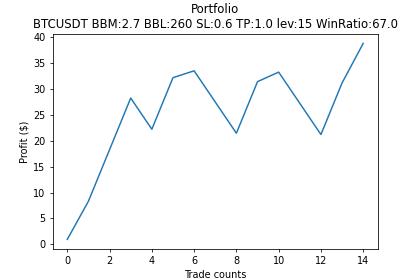 Portfolio
BTCUSDT BBM:2.7 BBL:260 SL:0.6 TP:1.0 lev:15 WinRatio:67.0
40
35
30
25
20
15
10
5
0
Profit ($)
0 2 4 6 8 10 12 14
Trade counts